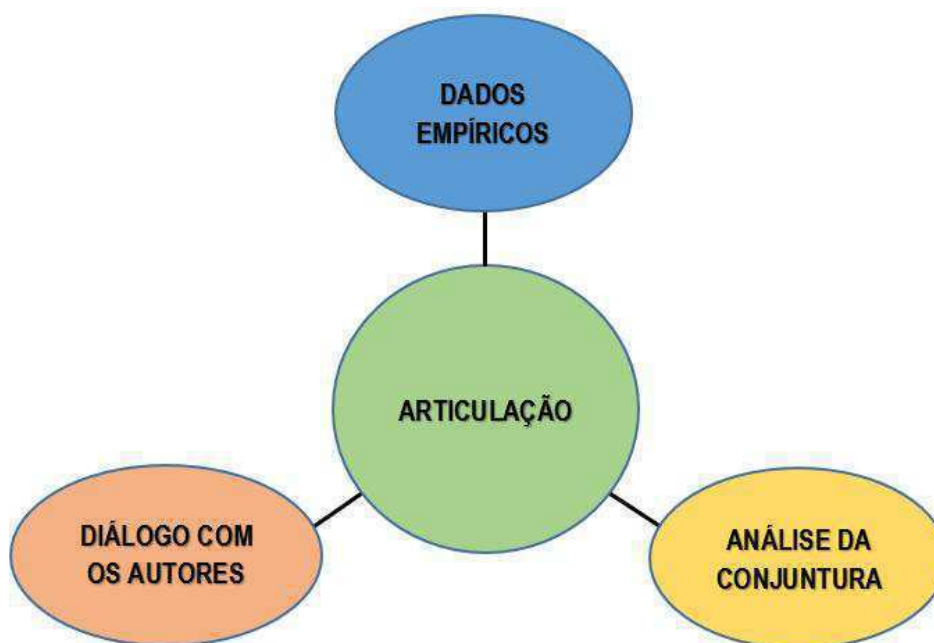 DADOS
EMPÍRICOS
ARTICULAÇÃO
DIÁLOGO COM
OS AUTORES
ANÁLISE DA
CONJUNTURA